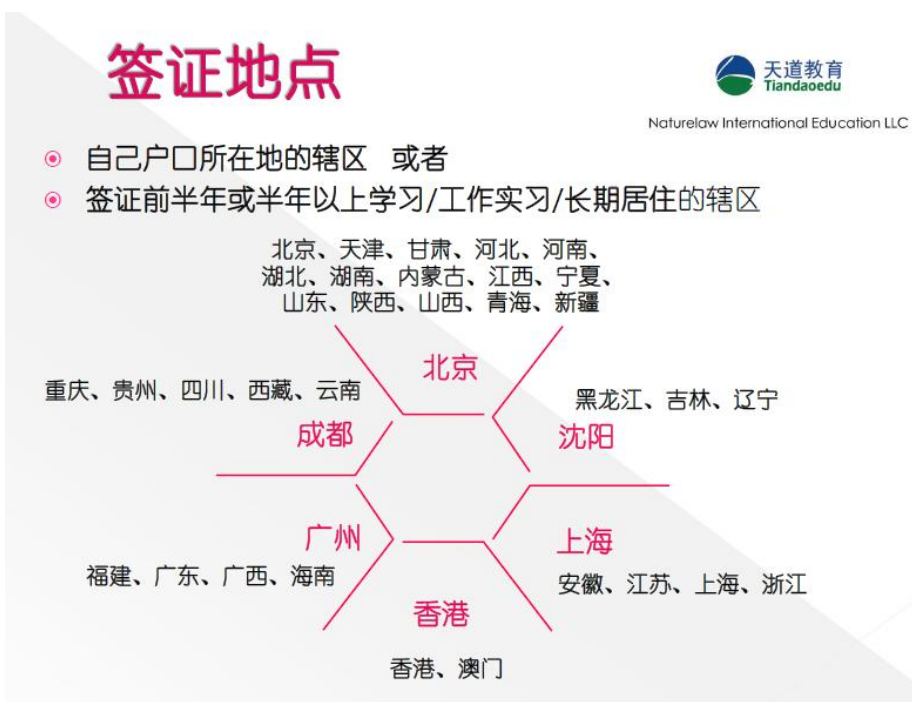 签证地点
天道教育
Tiandaoedu
Naturelaw International Education LLC
自己户口所在地的辖区 或者
签证前半年或半年以上学习/工作实习/长期居住的辖区
北京、天津、甘肃、河北、河南、
湖北、湖南、内蒙古、江西、宁夏、
山东、陕西、山西、青海、新疆
北京
重庆、贵州、四川、西藏、云南
成都
黑龙江、吉林、辽宁
沈阳
广州
福建、广东、广西、海南
上海
安徽、江苏、上海、浙江
香港
香港、澳门